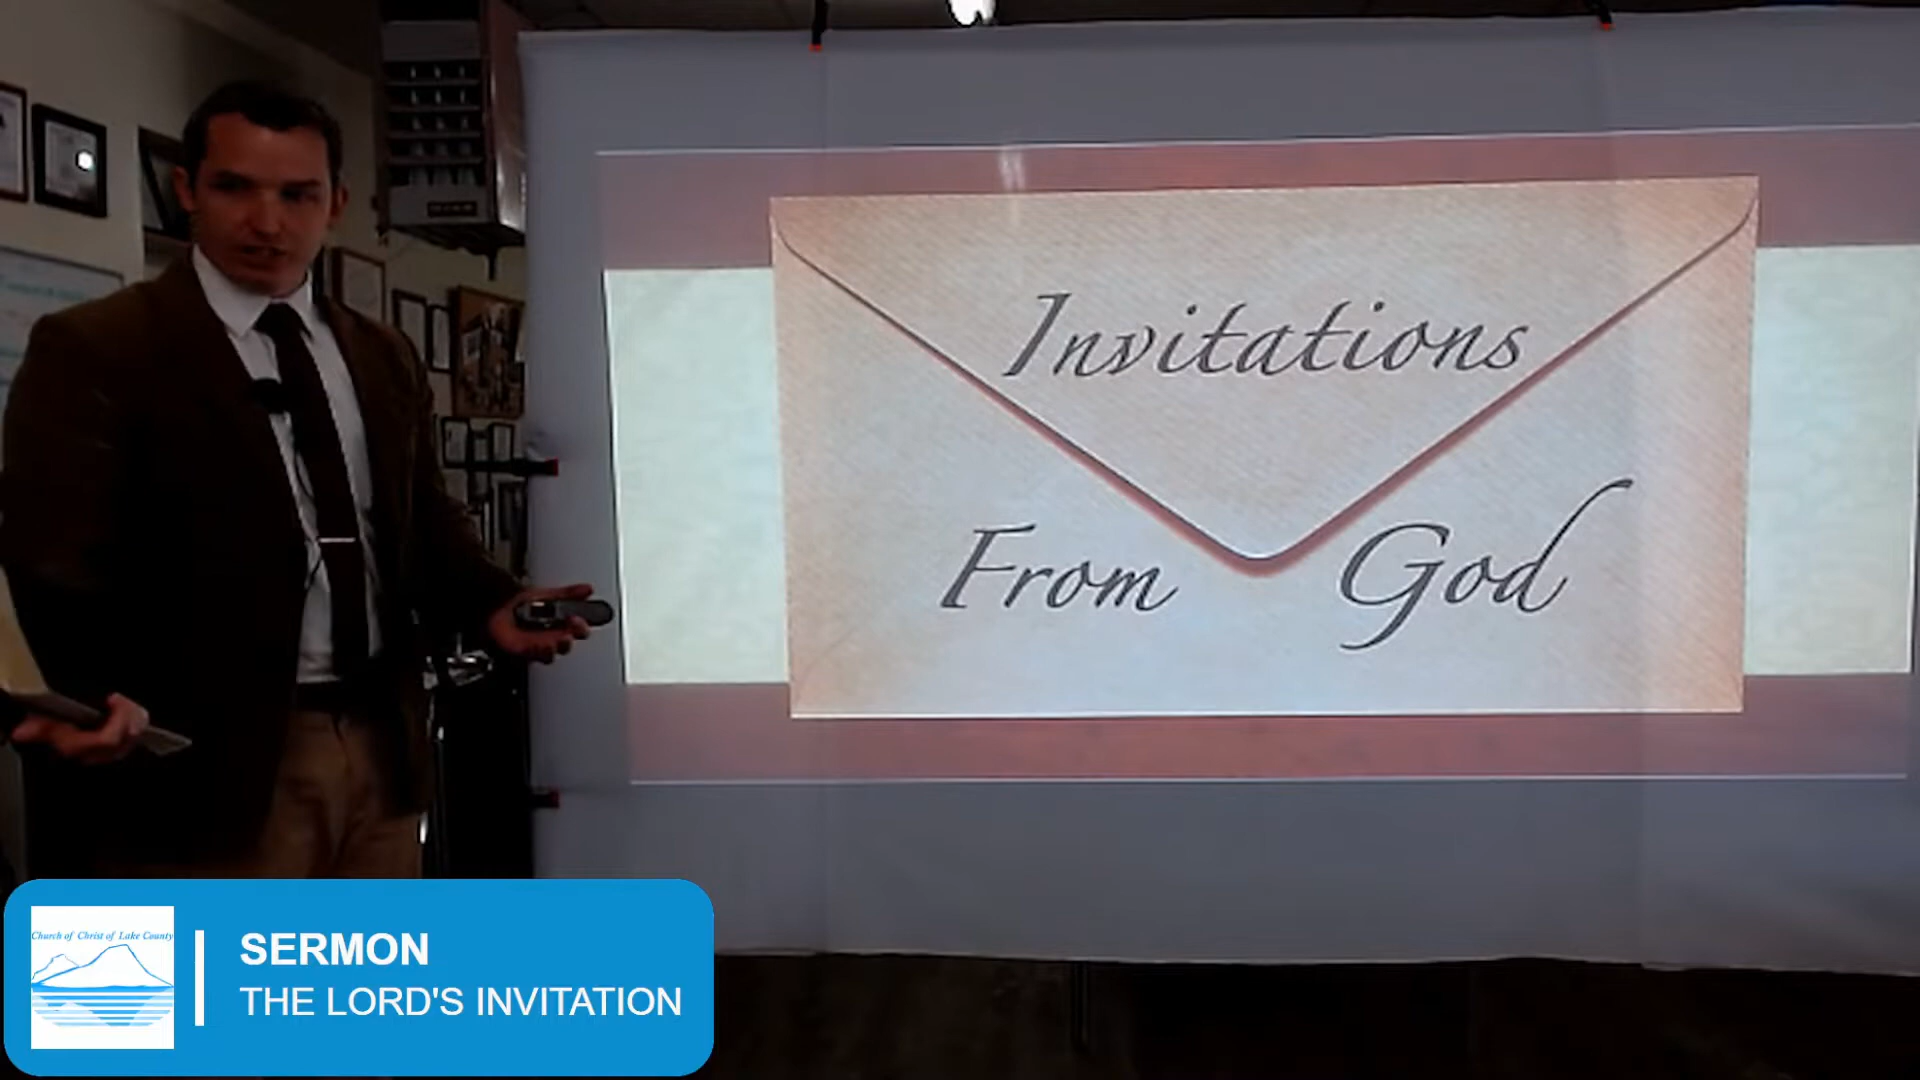 Invitations
From God
Church of Christ of Lake County
SERMON
THE LORD'S INVITATION